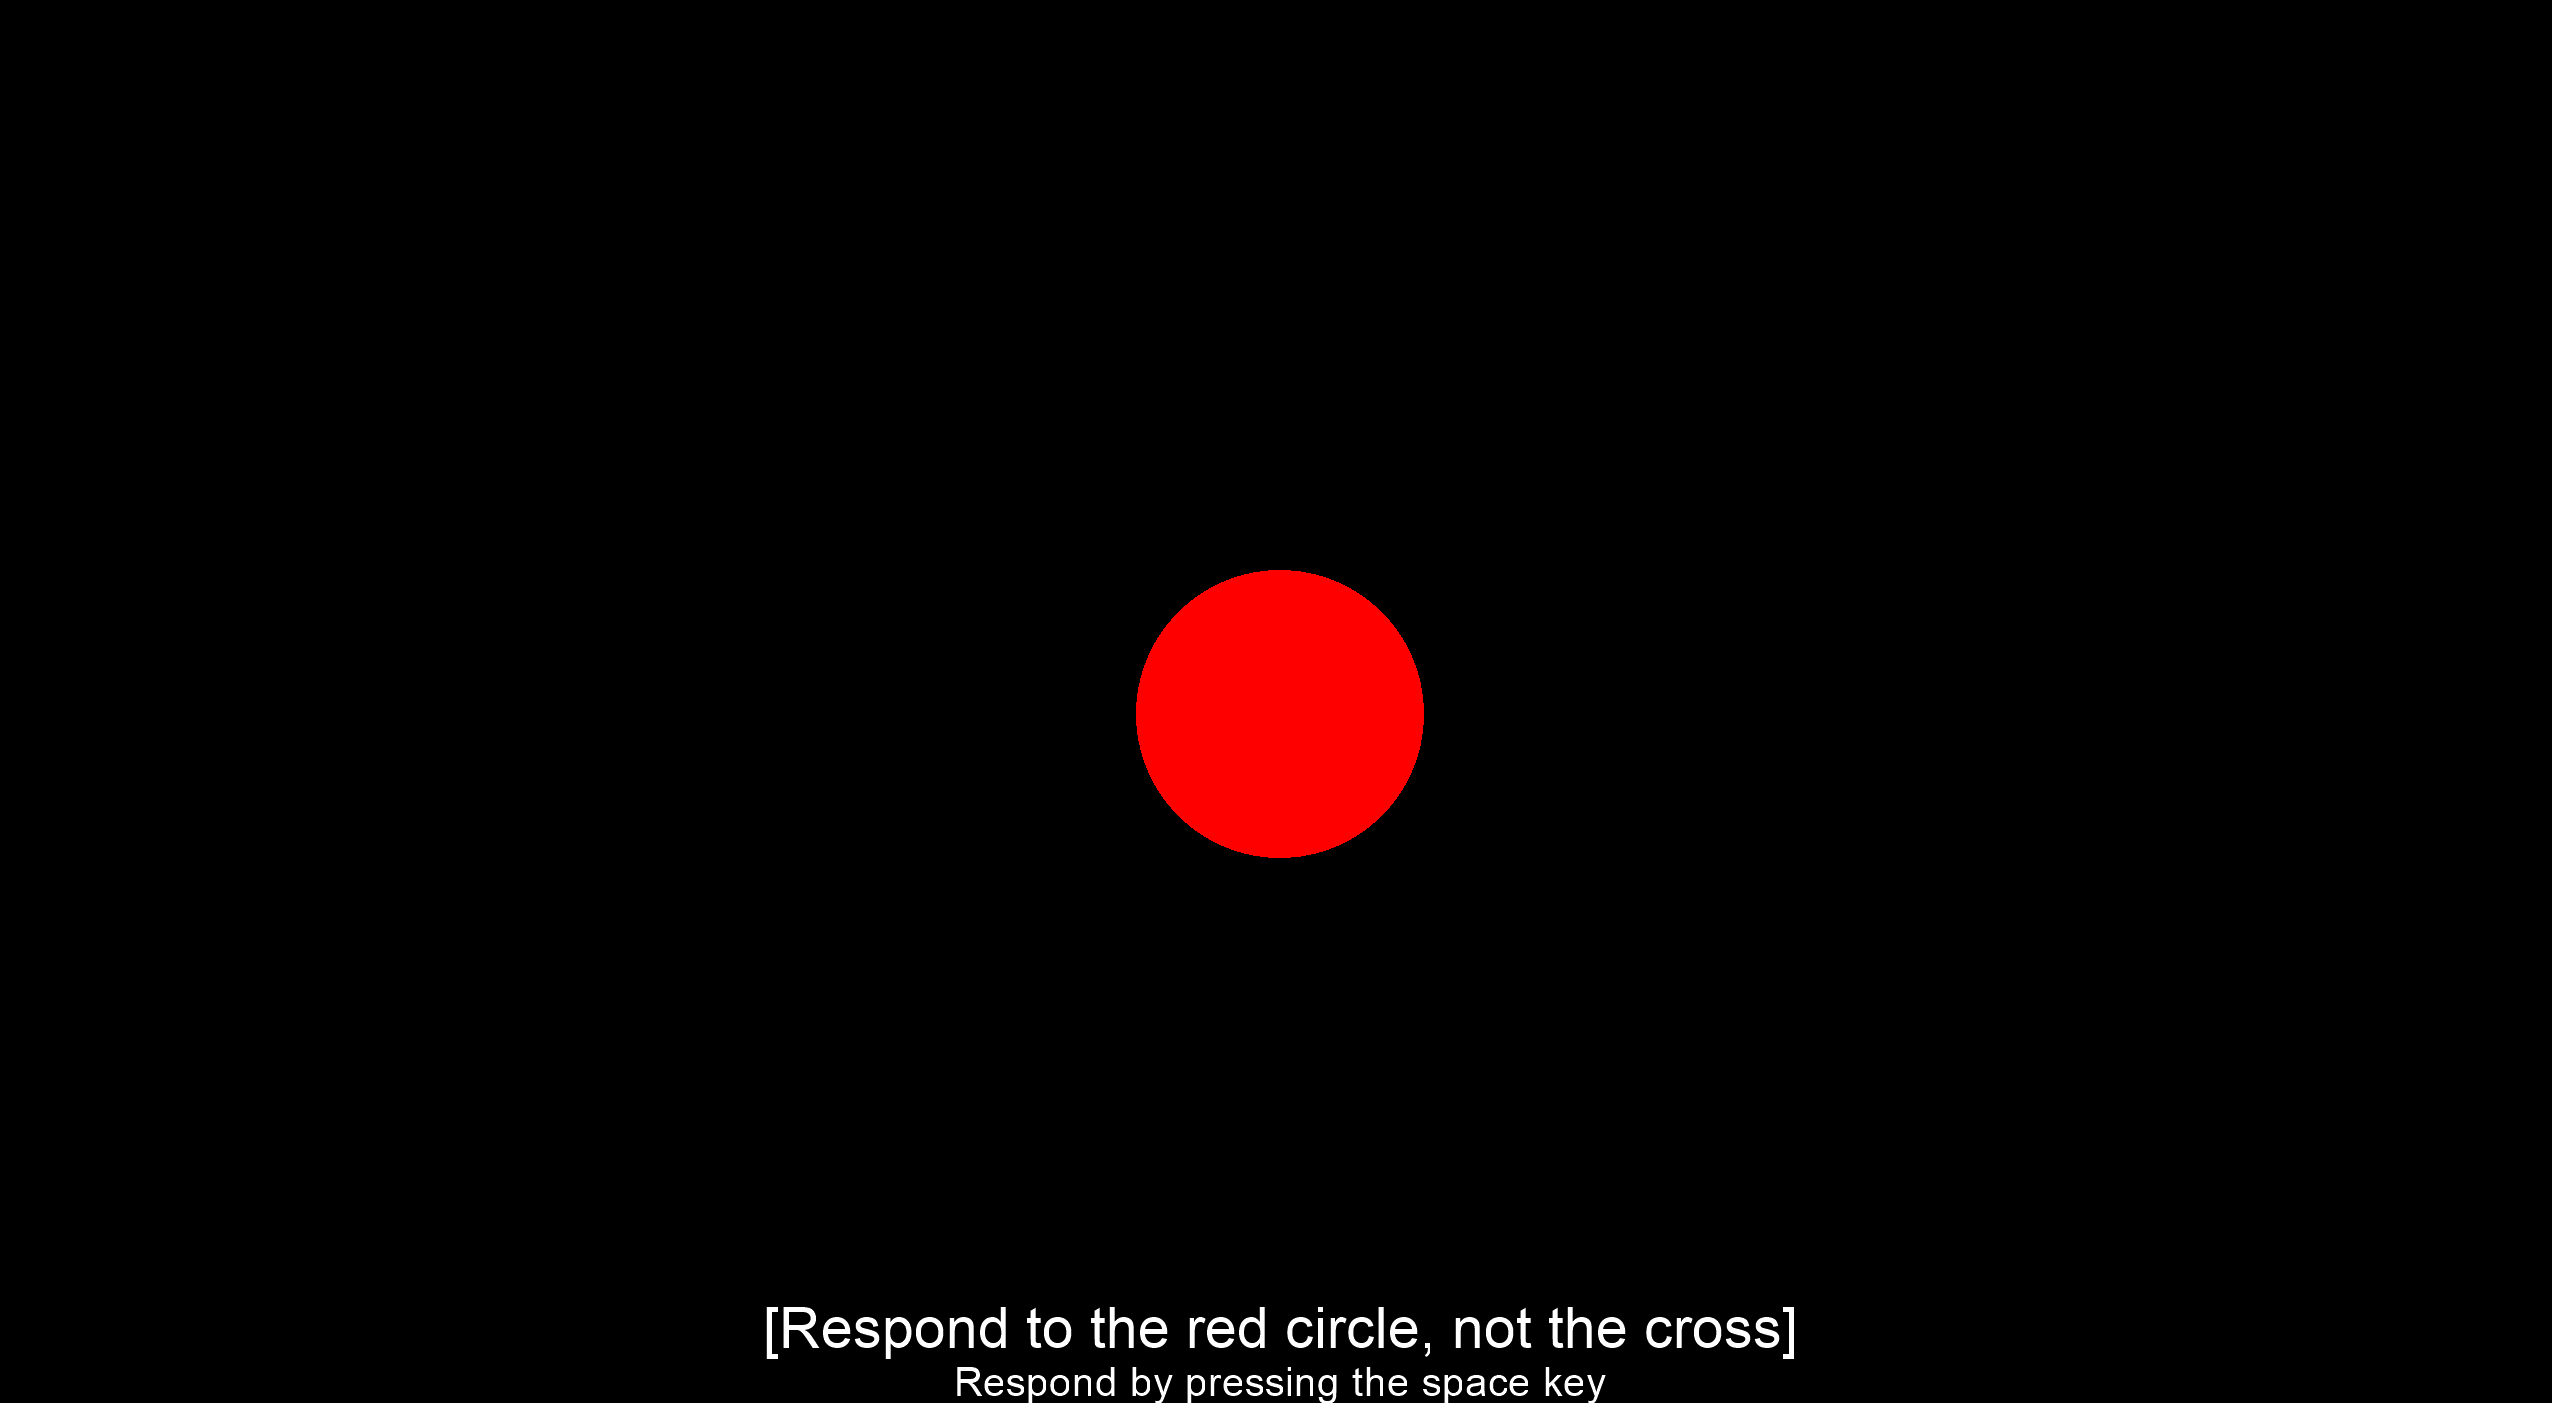 [Respond to the red circle, not the cross]
Respond by pressing the space key